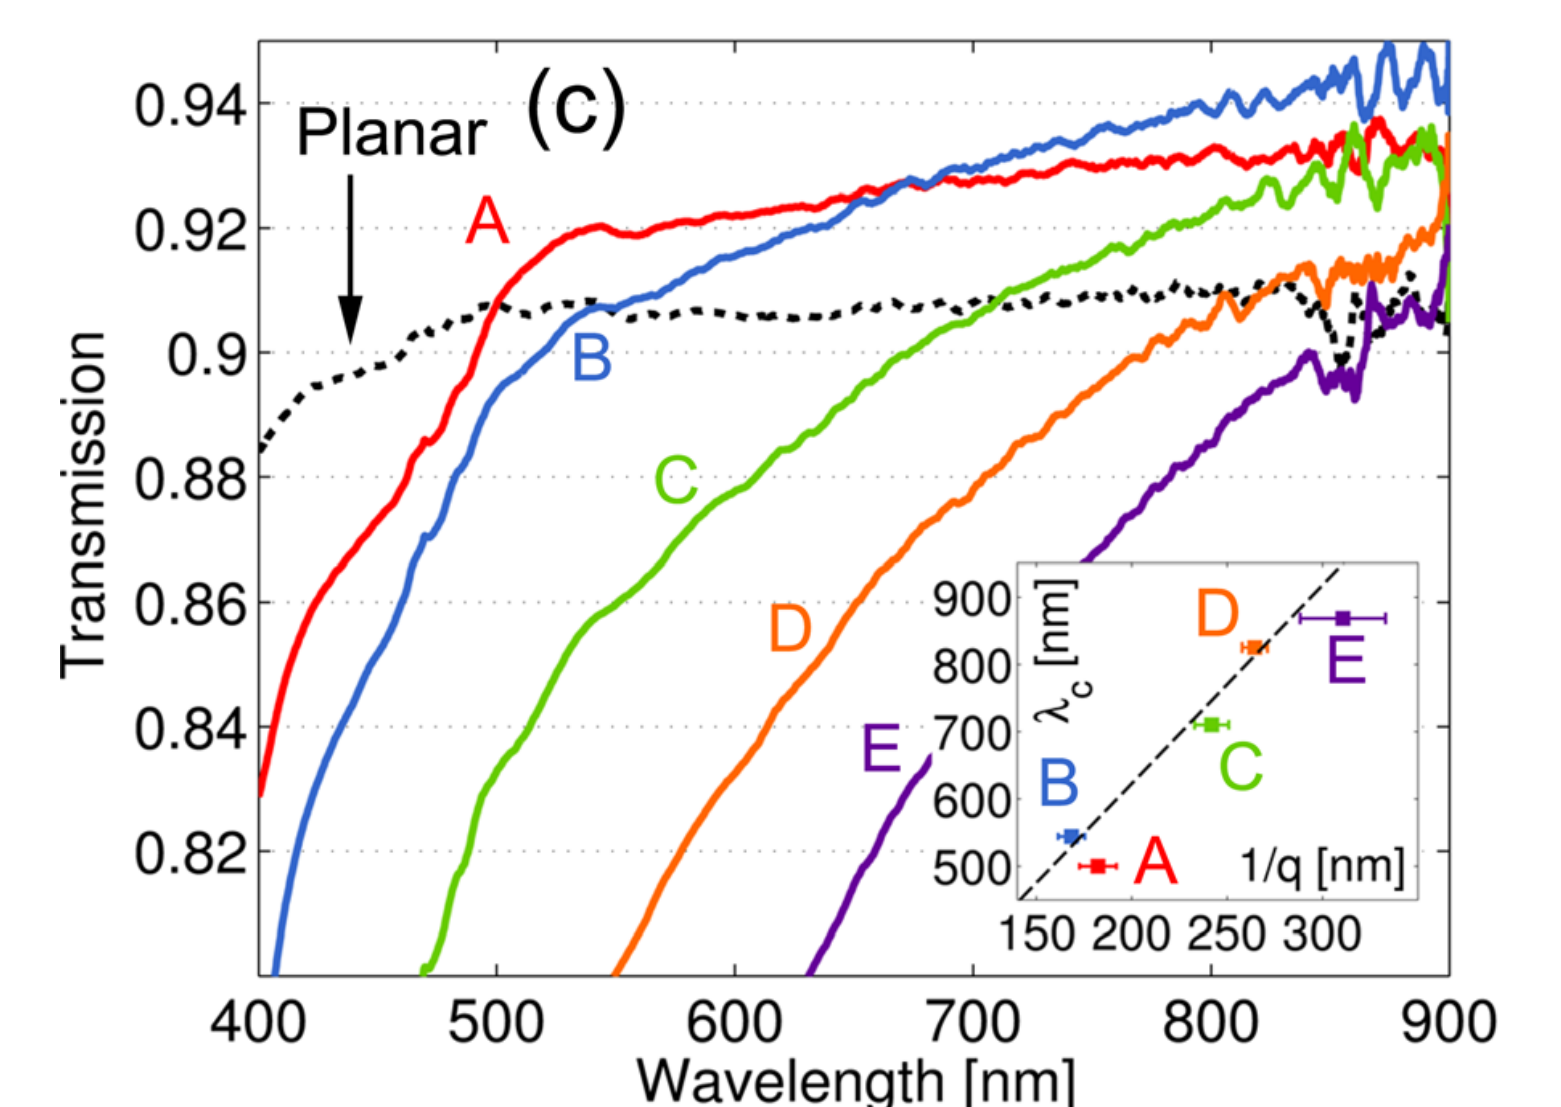 (c)
Planar
A
B
C
D
E
Transmission
0.94
0.92
0.9
0.88
0.86
0.84
0.82
400 500 600 700 800 900
Wavelength [nm]
λc [nm]
900
800
700
600
500
D
E
C
B
A
1/q [nm]
150 200 250 300